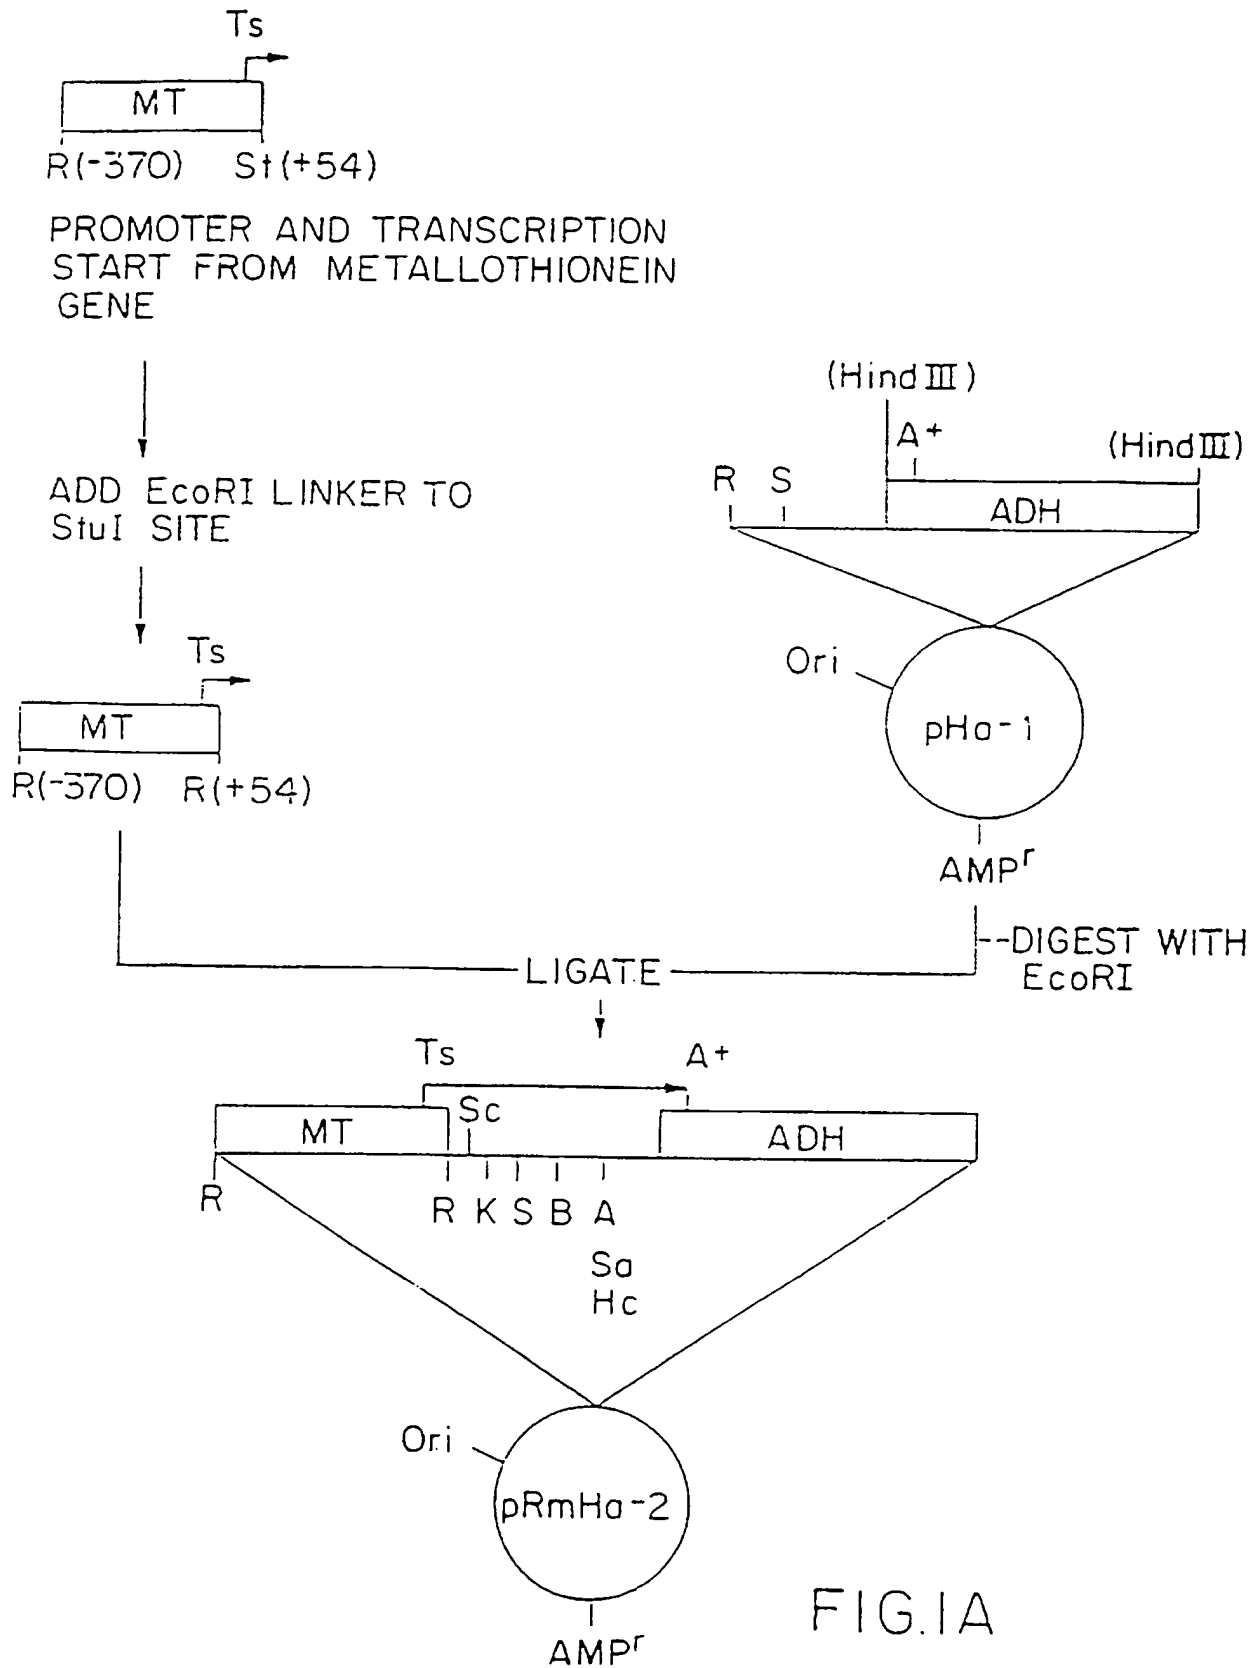 Ts
MT
R(-370) St(+54)
PROMOTER AND TRANSCRIPTION
START FROM METALLOTHIONEIN
GENE
ADD EcoRI LINKER TO
StuI SITE
Ts
MT
R(-370) R(+54)
(Hind III)
A+
(Hind III)
R S
ADH
Ori
pHa-1
AMPr
--DIGEST WITH
EcoRI
LIGATE
Ts
A+
Sc
MT
ADH
R
R K S B A
Sa
Hc
Ori
pRmHa-2
AMPr
FIG.1A